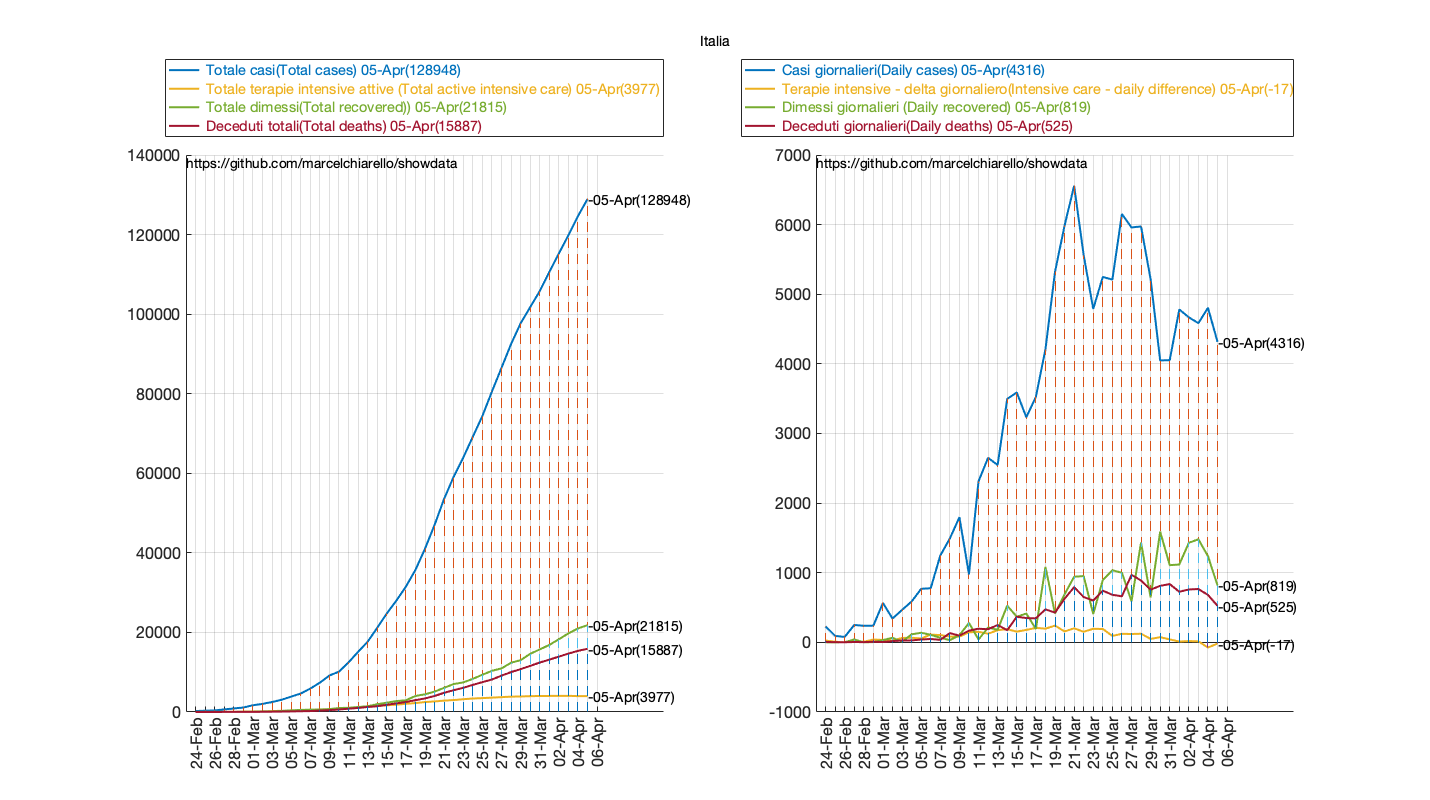 Italia
Totale casi(Total cases) 05-Apr(128948)
Totale terapie intensive attive (Total active intensive care) 05-Apr(3977)
Totale dimessi(Total recovered)) 05-Apr(21815)
Deceduti totali(Total deaths) 05-Apr(15887)
140000
https://github.com/marcelchiarello/showdata
-05-Apr(128948)
120000
100000
80000
60000
40000
20000
-05-Apr(21815)
-05-Apr(15887)
-05-Apr(3977)
0
24-Feb
26-Feb
28-Feb
01-Mar
03-Mar
05-Mar
07-Mar
09-Mar
11-Mar
13-Mar
15-Mar
17-Mar
19-Mar
21-Mar
23-Mar
25-Mar
27-Mar
29-Mar
31-Mar
02-Apr
04-Apr
06-Apr
Casi giornalieri(Daily cases) 05-Apr(4316)
Terapie intensive - delta giornaliero(Intensive care - daily difference) 05-Apr(-17)
Dimessi giornalieri (Daily recovered) 05-Apr(819)
Deceduti giornalieri(Daily deaths) 05-Apr(525)
7000
https://github.com/marcelchiarello/showdata
6000
5000
-05-Apr(4316)
4000
3000
2000
1000
-05-Apr(819)
-05-Apr(525)
0
-05-Apr(-17)
-1000
24-Feb
26-Feb
28-Feb
01-Mar
03-Mar
05-Mar
07-Mar
09-Mar
11-Mar
13-Mar
15-Mar
17-Mar
19-Mar
21-Mar
23-Mar
25-Mar
27-Mar
29-Mar
31-Mar
02-Apr
04-Apr
06-Apr